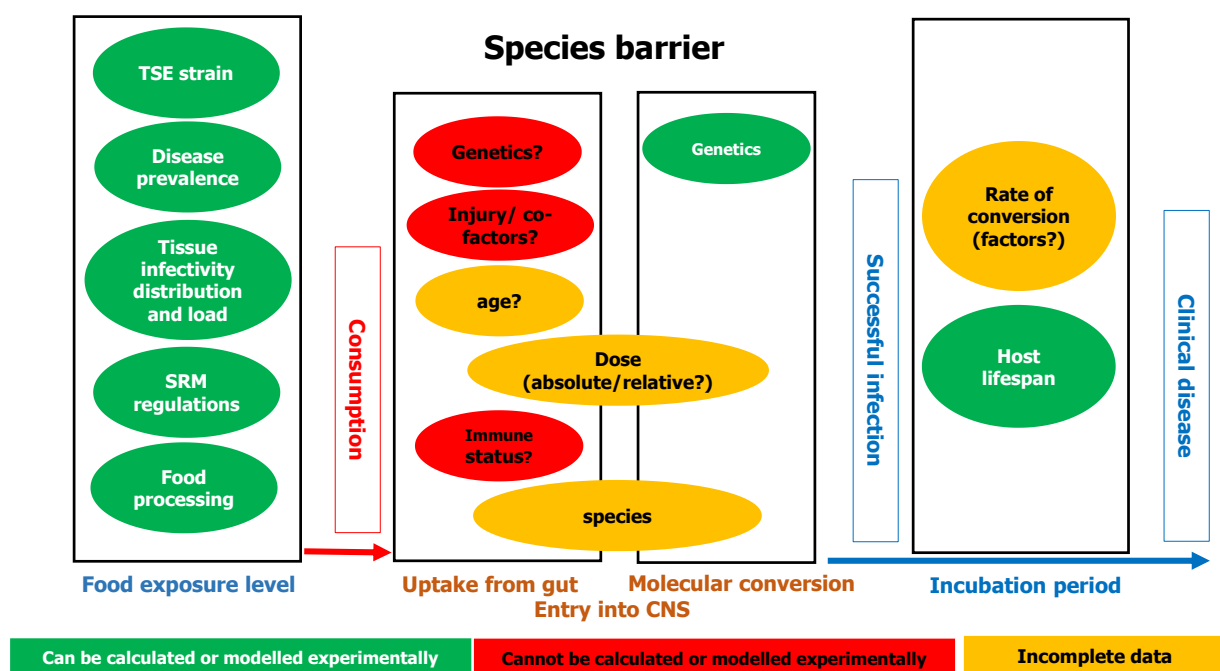 Species barrier
TSE strain
Disease
prevalence
Tissue
infectivity
distribution
and load
SRM
regulations
Food
processing
Food exposure level
Consumption
Genetics?
Injury/ co-
factors?
age?
Dose
(absolute/relative?)
Immune
status?
species
Genetics
Uptake from gut
Entry into CNS
Molecular conversion
Successful infection
Rate of
conversion
(factors?)
Host
lifespan
Incubation period
Clinical disease
Can be calculated or modelled experimentally
Cannot be calculated or modelled experimentally
Incomplete data